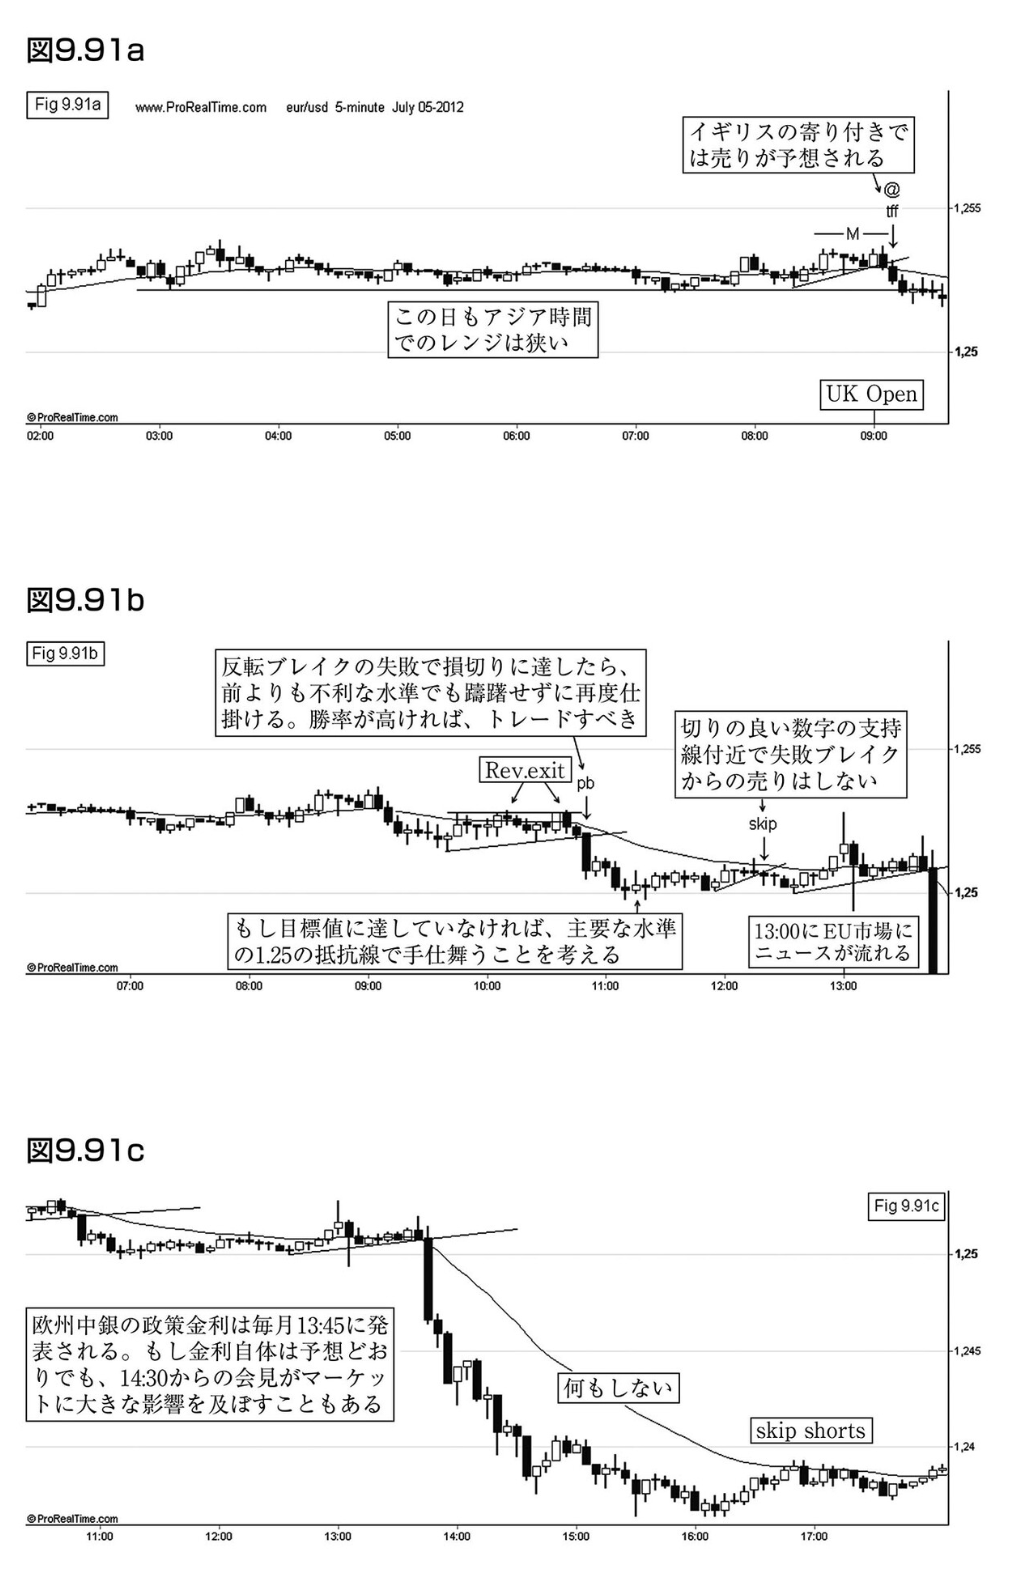 図9.91a
Fig 9.91a
www.ProRealTime.com eur/usd 5-minute July 05-2012
イギリスの寄り付きで
は売りが予想される
@
tff
1,255
M
この日もアジア時間
でのレンジは狭い
1,25
UK Open
©ProRealTime.com
02:00 03:00 04:00 05:00 06:00 07:00 08:00 09:00
図9.91b
Fig 9.91b
反転ブレイクの失敗で損切りに達したら、
前よりも不利な水準でも躊躇せずに再度仕
掛ける。勝率が高ければ、トレードすべき
切りの良い数字の支持
線付近で失敗ブレイク
からの売りはしない
1,255
Rev.exit
pb
skip
1,25
もし目標値に達していなければ、主要な水準
の1.25の抵抗線で手仕舞うことを考える
13:00にEU市場に
ニュースが流れる
©ProRealTime.com
07:00 08:00 09:00 10:00 11:00 12:00 13:00
図9.91c
Fig 9.91c
1,25
欧州中銀の政策金利は毎月13:45に発
表される。もし金利自体は予想どお
りでも、14:30からの会見がマーケッ
トに大きな影響を及ぼすこともある
1,245
何もしない
skip shorts
1,24
©ProRealTime.com
11:00 12:00 13:00 14:00 15:00 16:00 17:00